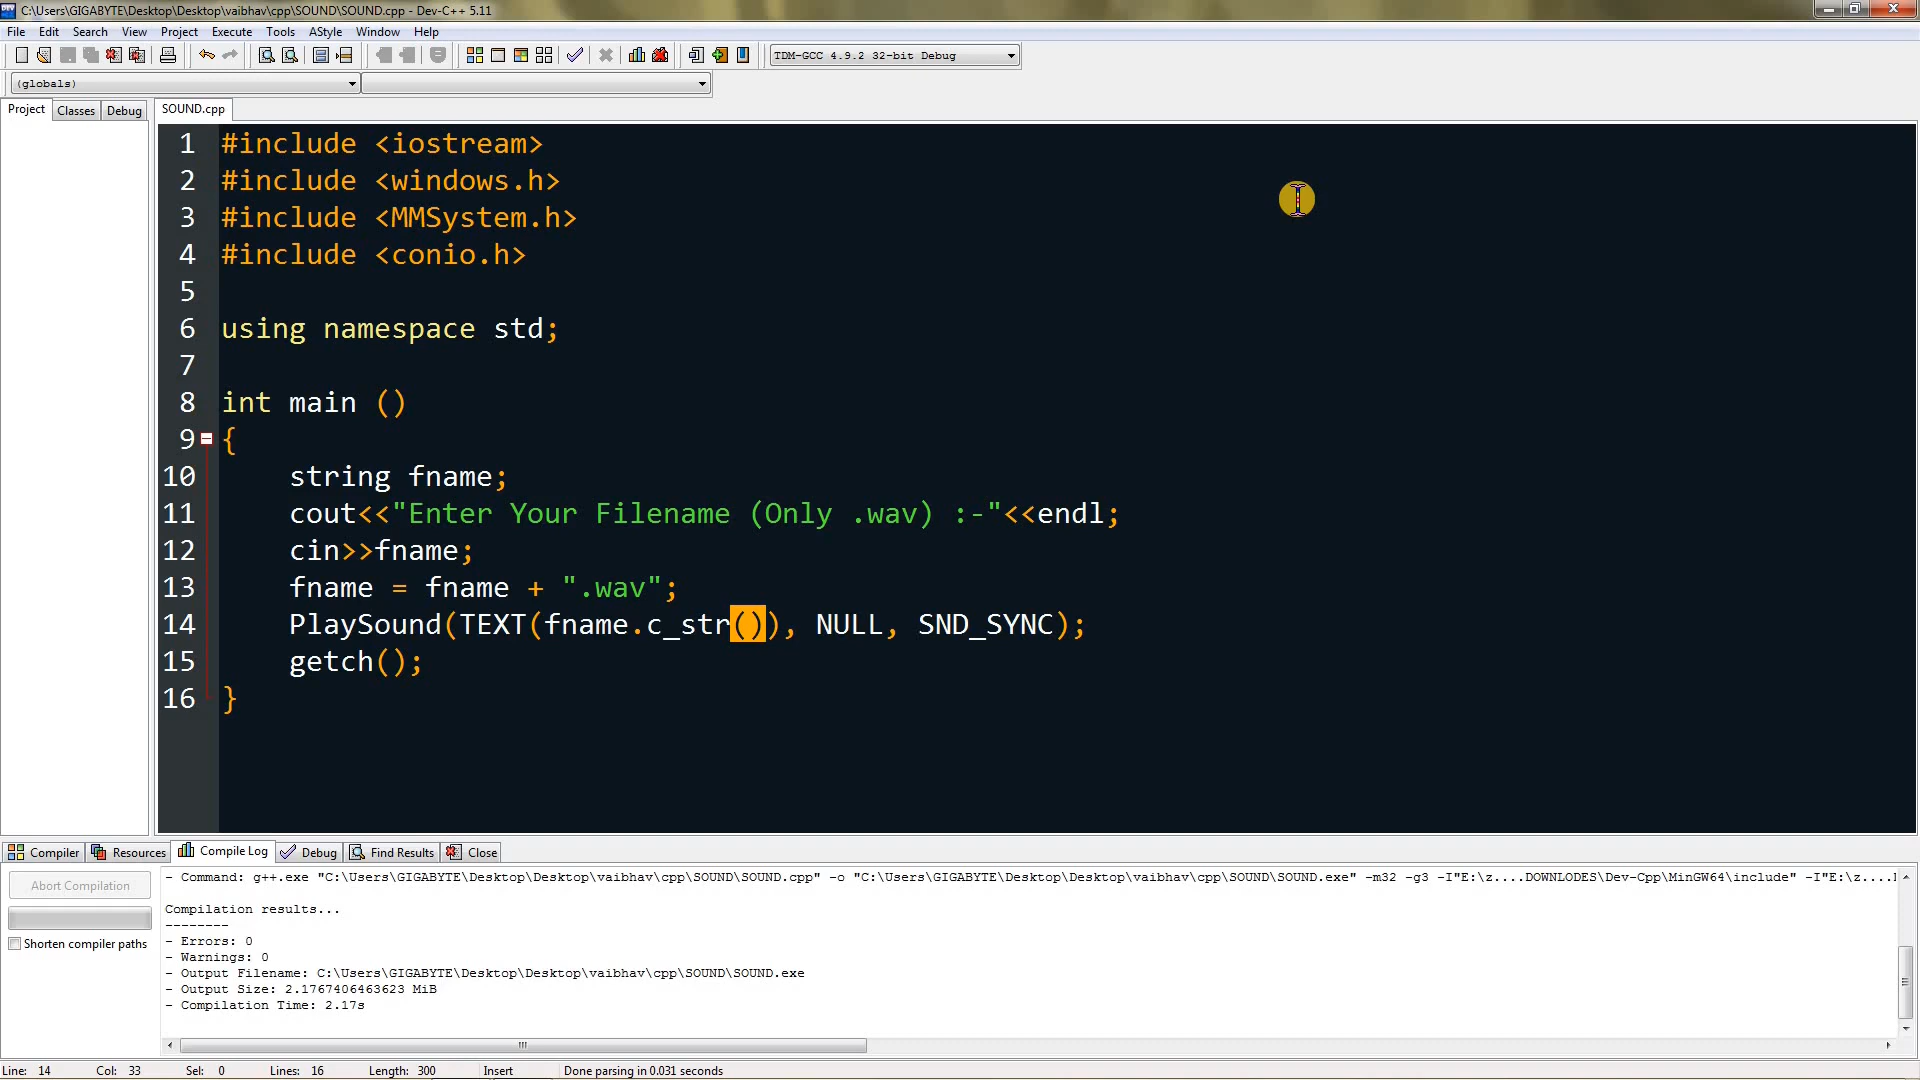 C:\Users\GIGABYTE\Desktop\Desktop\vaibhav\cpp\SOUND\SOUND.cpp - Dev-C++ 5.11
File Edit Search View Project Execute Tools AStyle Window Help
TDM-GCC 4.9.2 32-bit Debug
(globals)
Project Classes Debug SOUND.cpp
1 #include <iostream>
2 #include <windows.h>
3 #include <MMSystem.h>
4 #include <conio.h>
5
6 using namespace std;
7
8 int main ()
9 {
10 string fname;
11 cout<<"Enter Your Filename (Only .wav) :-"<<endl;
12 cin>>fname;
13 fname = fname + ".wav";
14 PlaySound(TEXT(fname.c_str()), NULL, SND_SYNC);
15 getch();
16 }
Compiler Resources Compile Log Debug Find Results Close
Abort Compilation
Shorten compiler paths
- Command: g++.exe "C:\Users\GIGABYTE\Desktop\Desktop\vaibhav\cpp\SOUND\SOUND.cpp" -o "C:\Users\GIGABYTE\Desktop\Desktop\vaibhav\cpp\SOUND\SOUND.exe" -m32 -g3 -I"E:\z....DOWNLODES\Dev-Cpp\MinGW64\include" -I"E:\z....
Compilation results...
--------
- Errors: 0
- Warnings: 0
- Output Filename: C:\Users\GIGABYTE\Desktop\Desktop\vaibhav\cpp\SOUND\SOUND.exe
- Output Size: 2.1767406463623 MiB
- Compilation Time: 2.17s
Line: 14 Col: 33 Sel: 0 Lines: 16 Length: 300 Insert Done parsing in 0.031 seconds